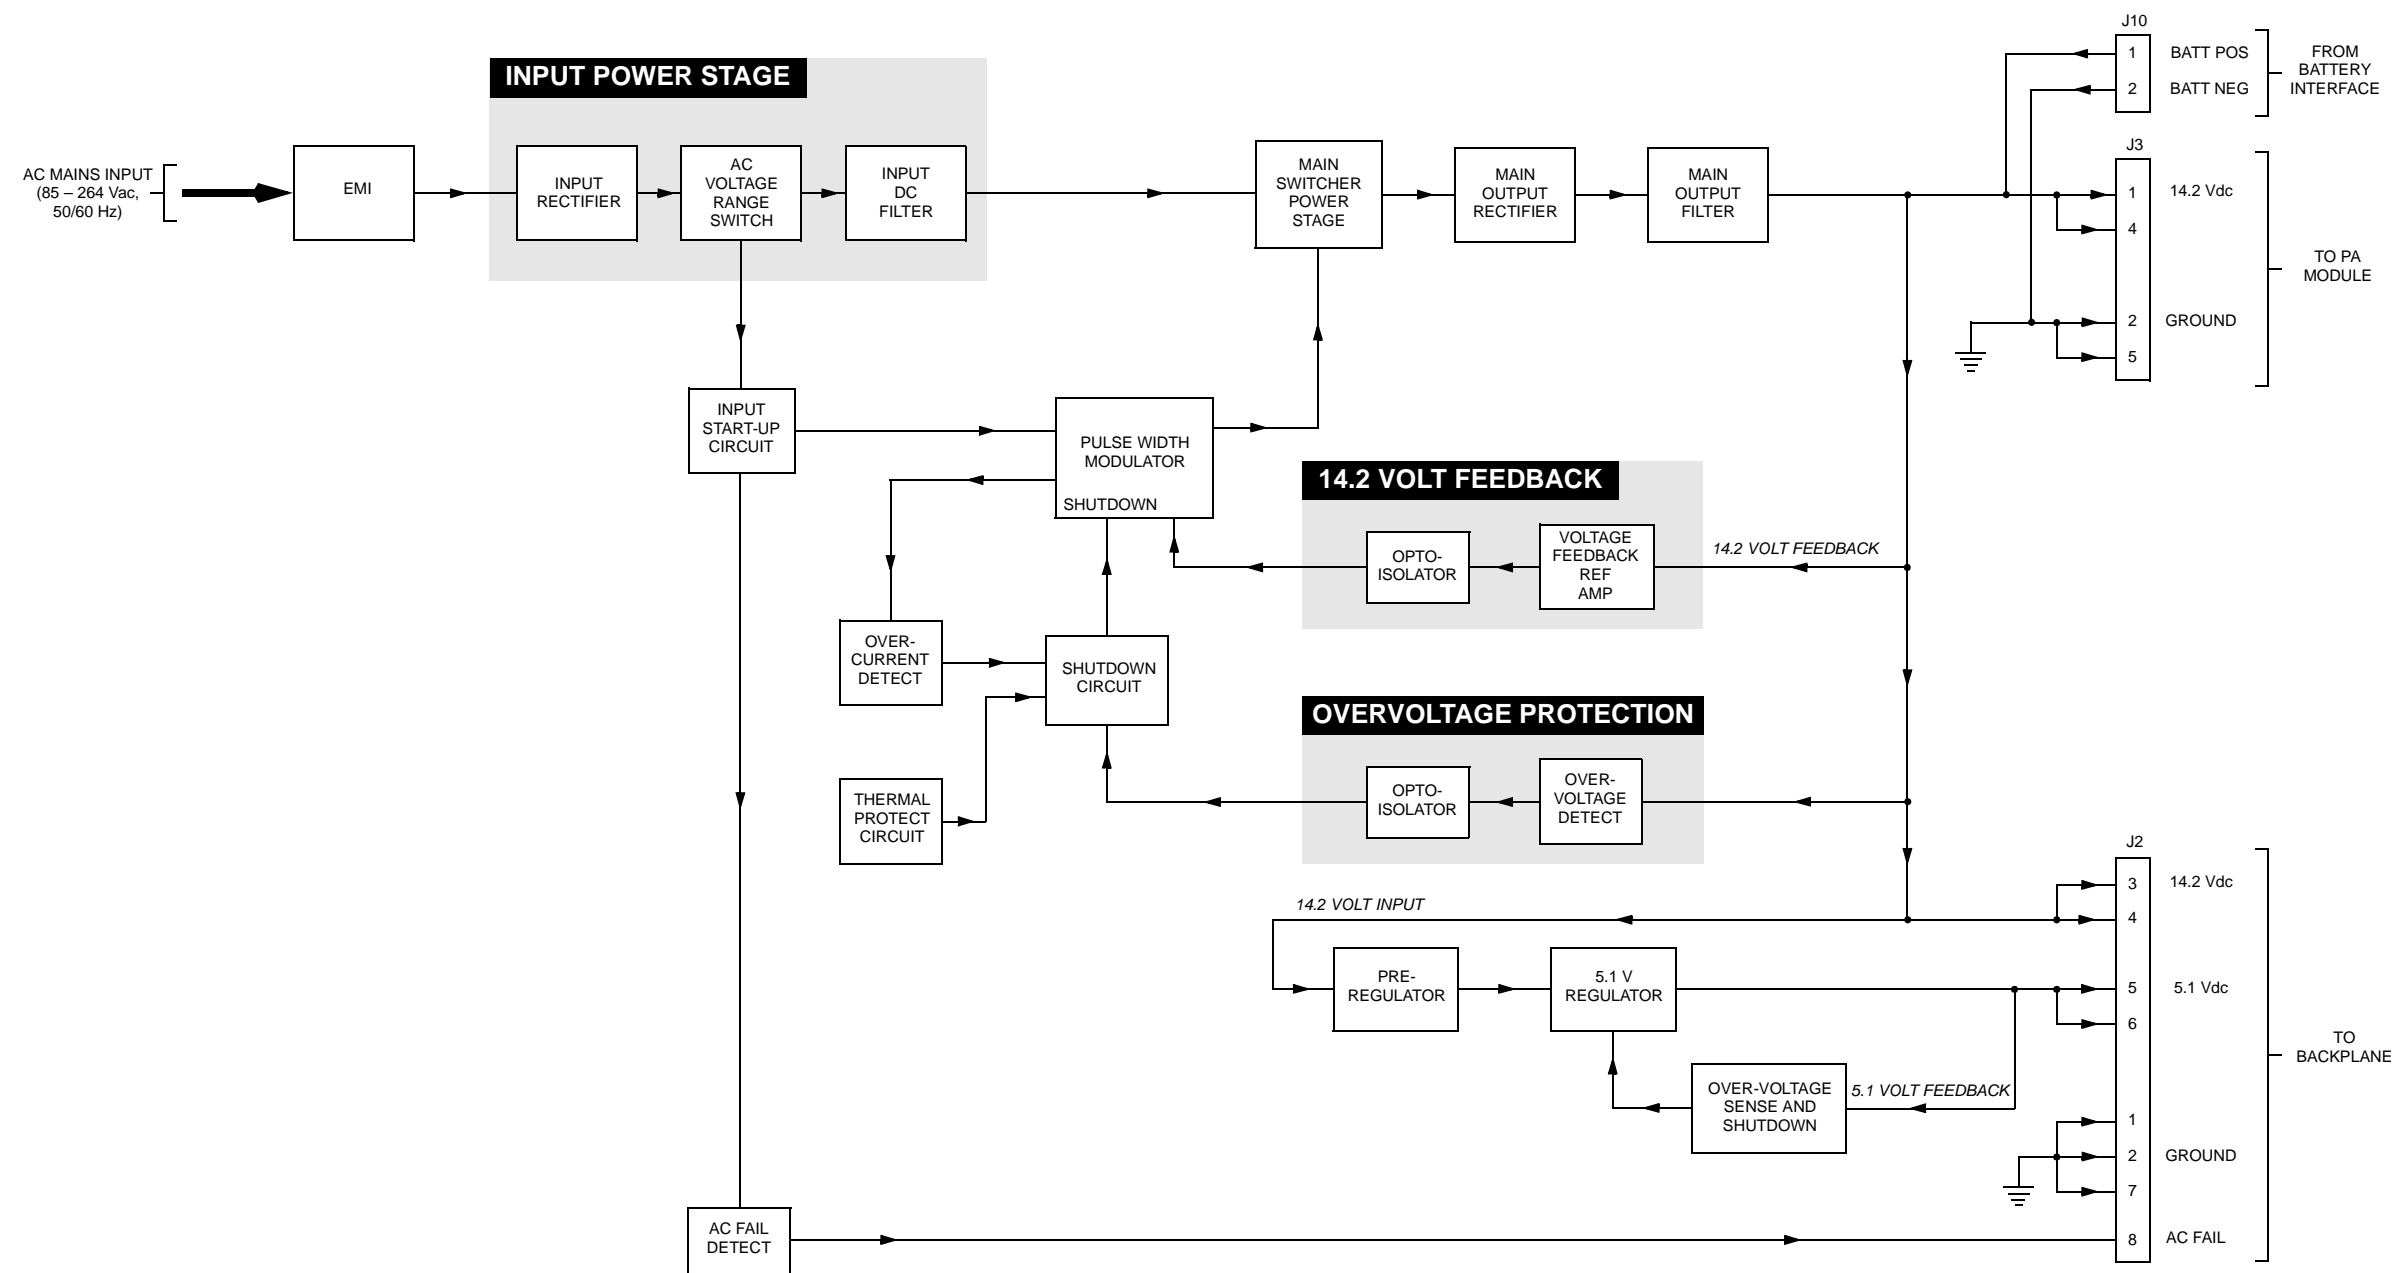 J10
1 BATT POS
2 BATT NEG
FROM
BATTERY
INTERFACE
INPUT POWER STAGE
AC MAINS INPUT
(85 – 264 Vac,
50/60 Hz)
EMI
INPUT
RECTIFIER
AC
VOLTAGE
RANGE
SWITCH
INPUT
DC
FILTER
MAIN
SWITCHER
POWER
STAGE
MAIN
OUTPUT
RECTIFIER
MAIN
OUTPUT
FILTER
J3
1 14.2 Vdc
4
2 GROUND
5
TO PA
MODULE
INPUT
START-UP
CIRCUIT
PULSE WIDTH
MODULATOR
SHUTDOWN
14.2 VOLT FEEDBACK
OPTO-
ISOLATOR
VOLTAGE
FEEDBACK
REF
AMP
14.2 VOLT FEEDBACK
OVER-
CURRENT
DETECT
SHUTDOWN
CIRCUIT
THERMAL
PROTECT
CIRCUIT
OVERVOLTAGE PROTECTION
OPTO-
ISOLATOR
OVER-
VOLTAGE
DETECT
J2
3 14.2 Vdc
4
14.2 VOLT INPUT
PRE-
REGULATOR
5.1 V
REGULATOR
5 5.1 Vdc
6
OVER-VOLTAGE
SENSE AND
SHUTDOWN
5.1 VOLT FEEDBACK
TO
BACKPLANE
1
2 GROUND
7
AC FAIL
DETECT
8 AC FAIL